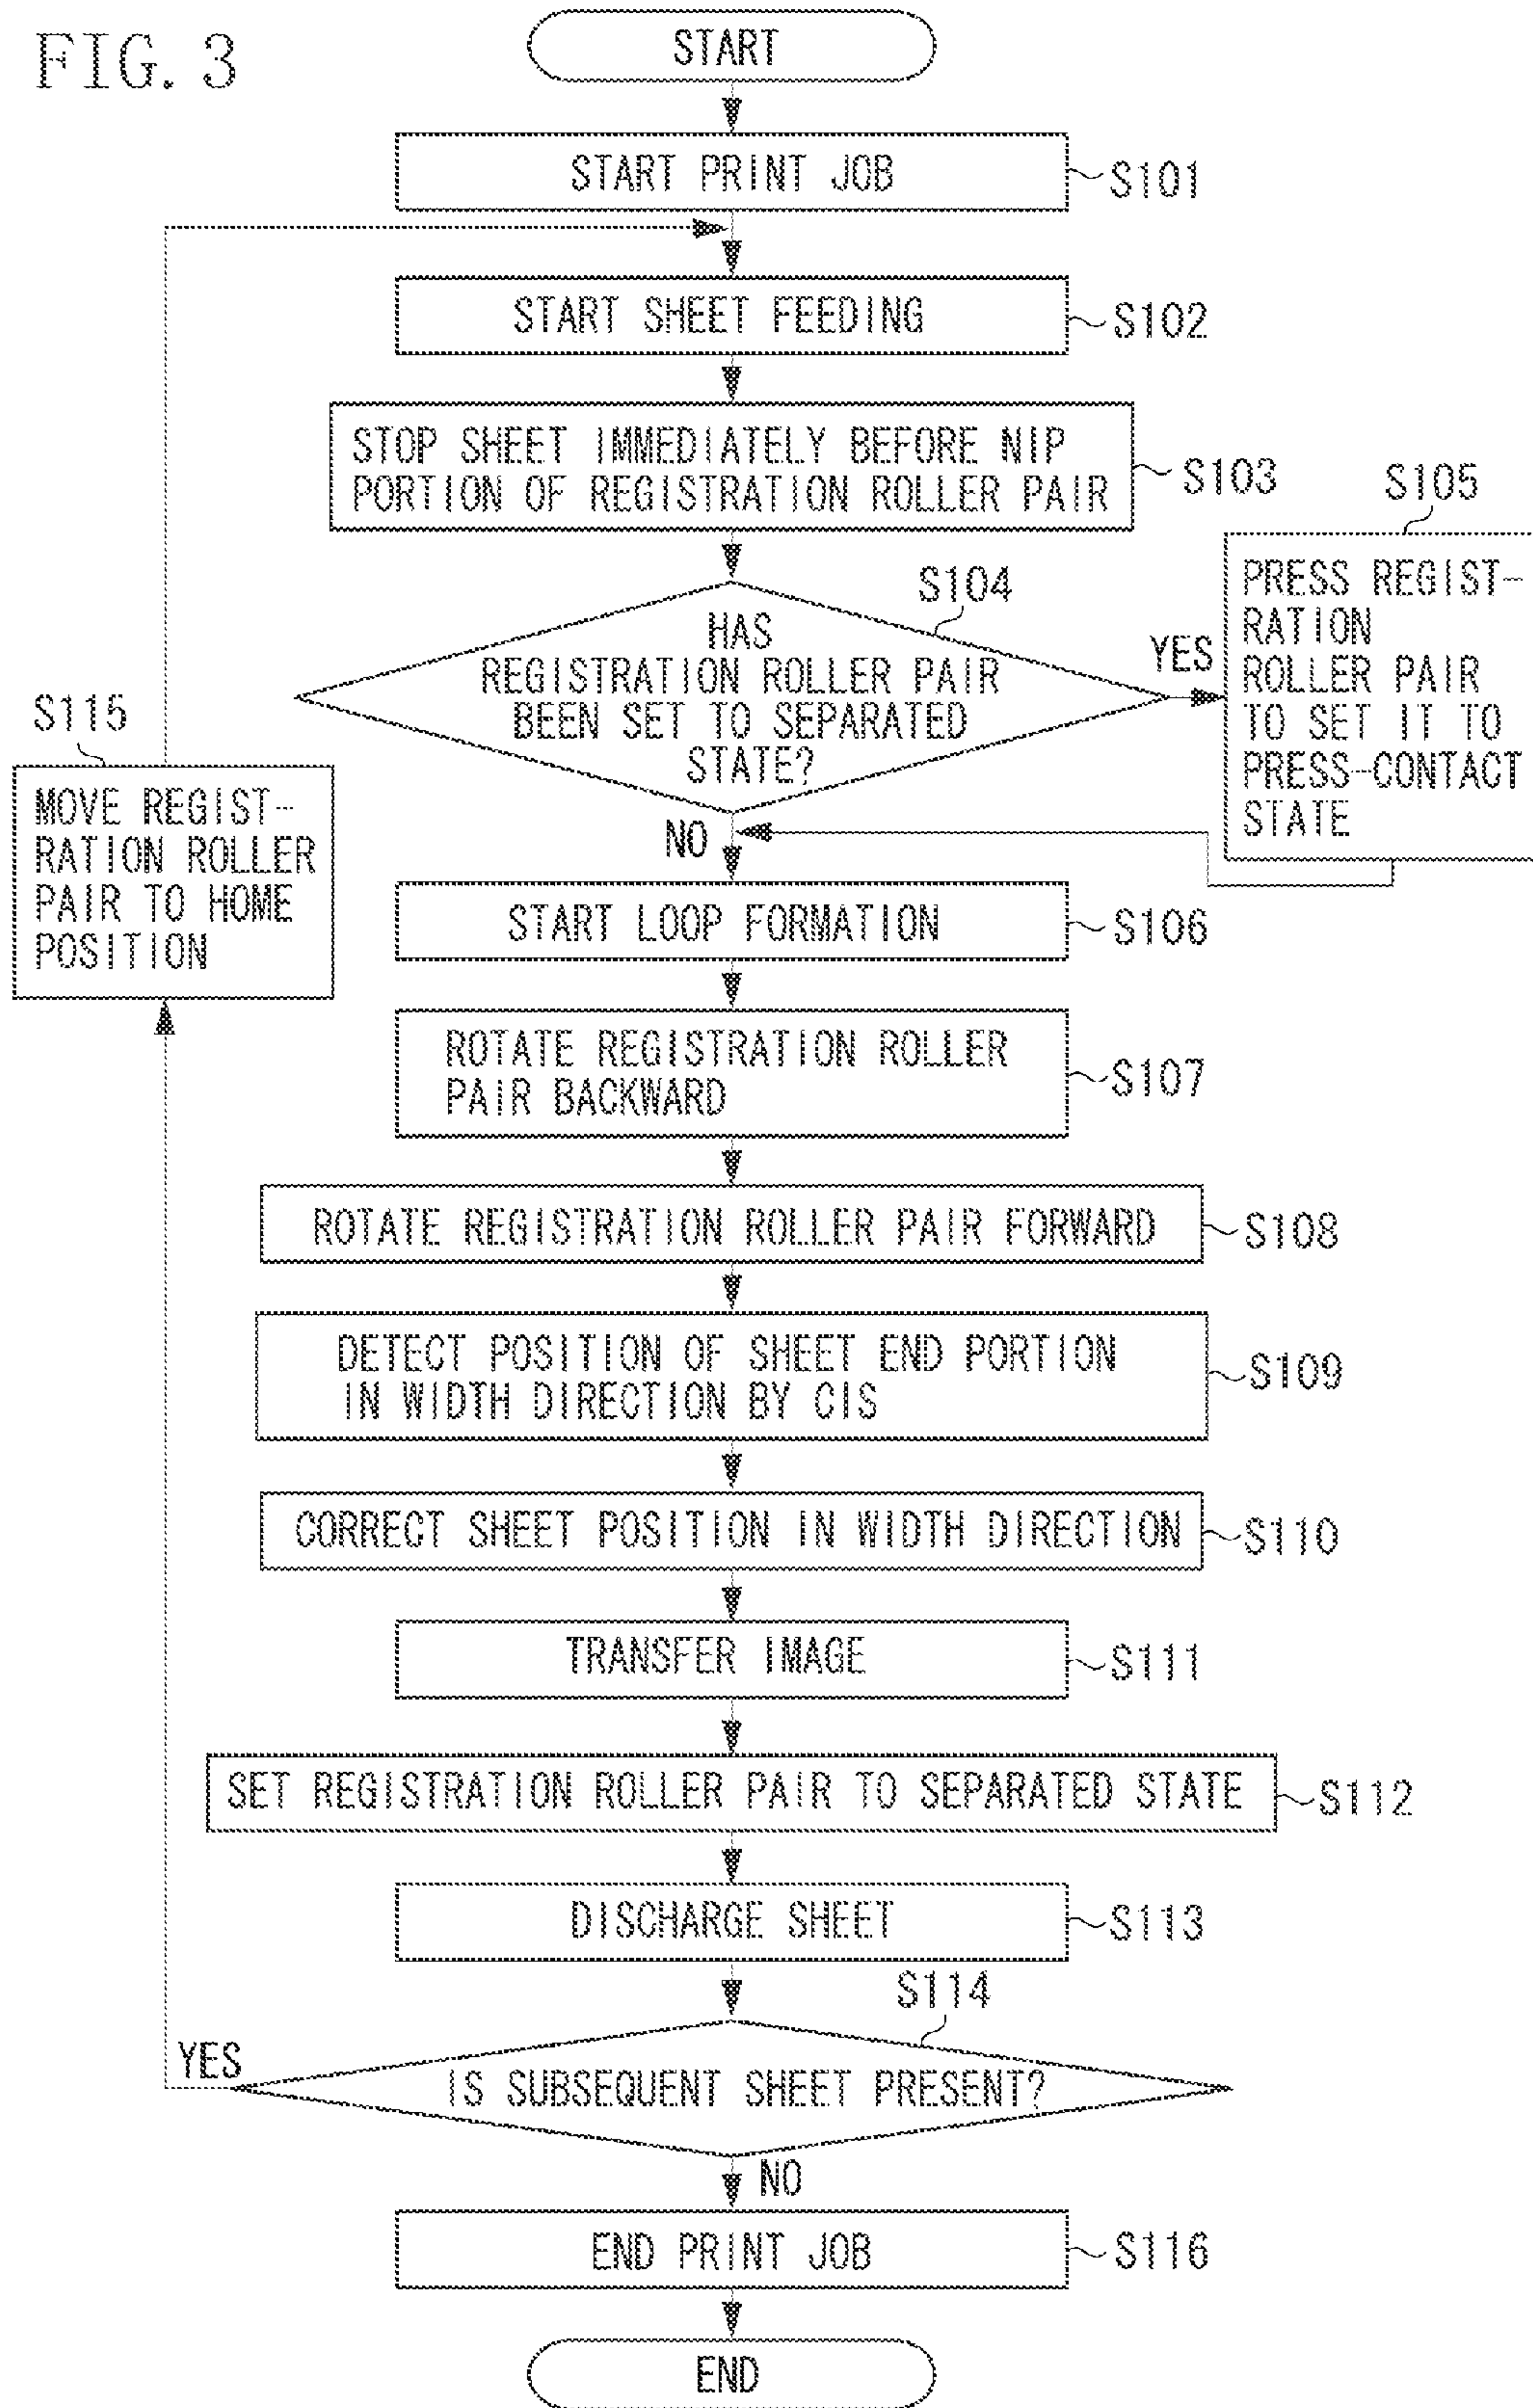 FIG. 3
START
START PRINT JOB
S101
START SHEET FEEDING
S102
STOP SHEET IMMEDIATELY BEFORE NIP
PORTION OF REGISTRATION ROLLER PAIR
S103
S104
HAS
REGISTRATION ROLLER PAIR
BEEN SET TO SEPARATED
STATE?
YES
S105
PRESS REGIST-
RATION
ROLLER PAIR
TO SET IT TO
PRESS-CONTACT
STATE
NO
S115
MOVE REGIST-
RATION ROLLER
PAIR TO HOME
POSITION
START LOOP FORMATION
S106
ROTATE REGISTRATION ROLLER
PAIR BACKWARD
S107
ROTATE REGISTRATION ROLLER PAIR FORWARD
S108
DETECT POSITION OF SHEET END PORTION
IN WIDTH DIRECTION BY CIS
S109
CORRECT SHEET POSITION IN WIDTH DIRECTION
S110
TRANSFER IMAGE
S111
SET REGISTRATION ROLLER PAIR TO SEPARATED STATE
S112
DISCHARGE SHEET
S113
S114
YES
IS SUBSEQUENT SHEET PRESENT?
NO
END PRINT JOB
S116
END